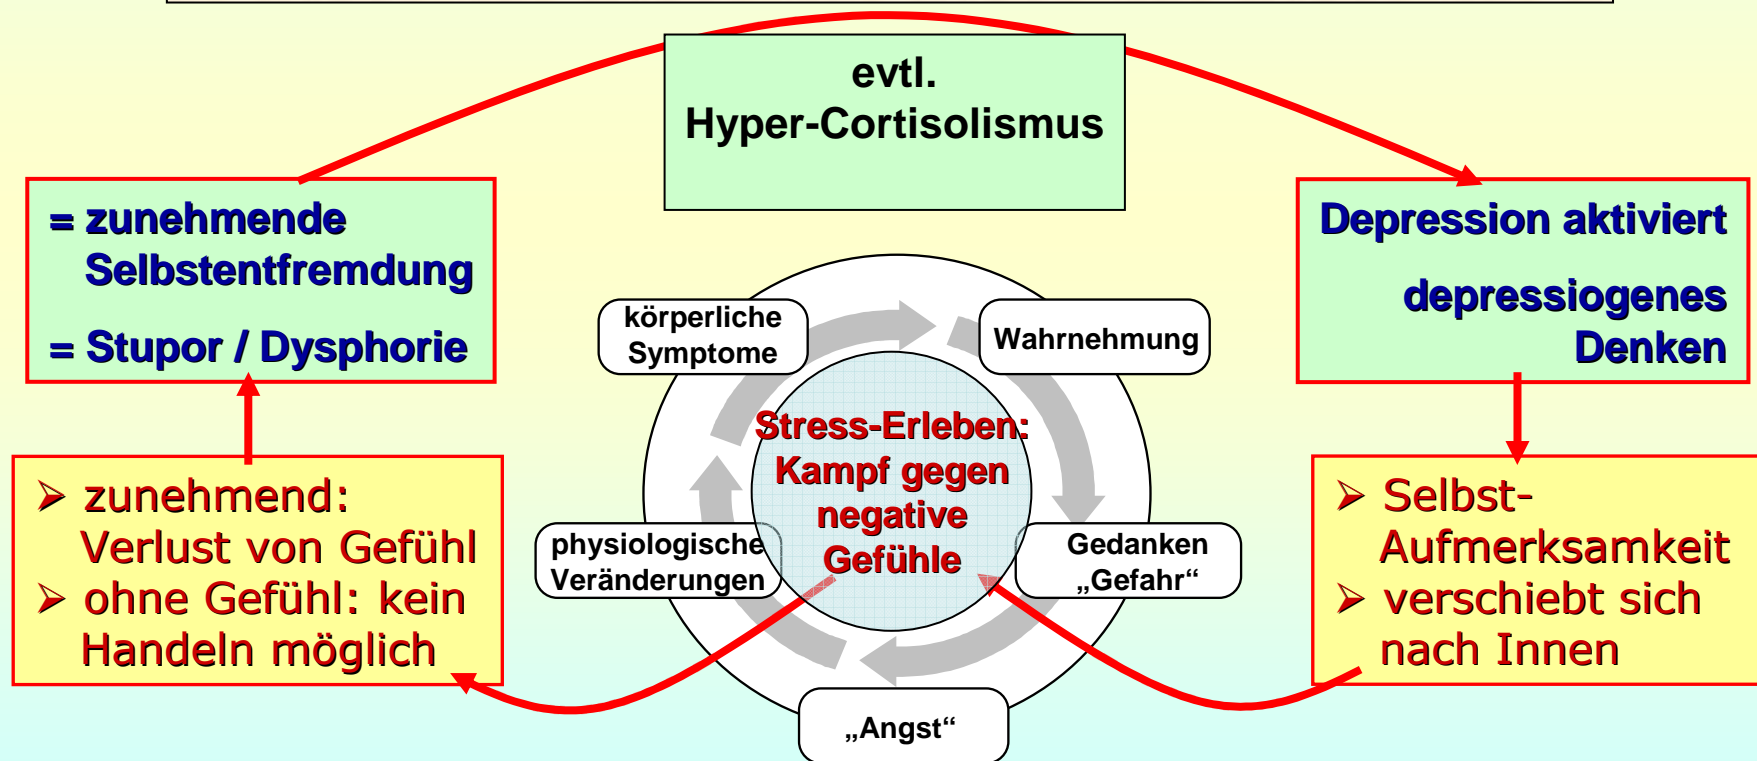 evtl.
Hyper-Cortisolismus
= zunehmende
Selbstentfremdung
= Stupor / Dysphorie
Depression aktiviert
depressiogenes
Denken
körperliche
Symptome
Wahrnehmung
Stress-Erleben:
Kampf gegen
negative
Gefühle
physiologische
Veränderungen
Gedanken
„Gefahr“
„Angst“
➢ zunehmend:
Verlust von Gefühl
➢ ohne Gefühl: kein
Handeln möglich
➢ Selbst-
Aufmerksamkeit
➢ verschiebt sich
nach Innen